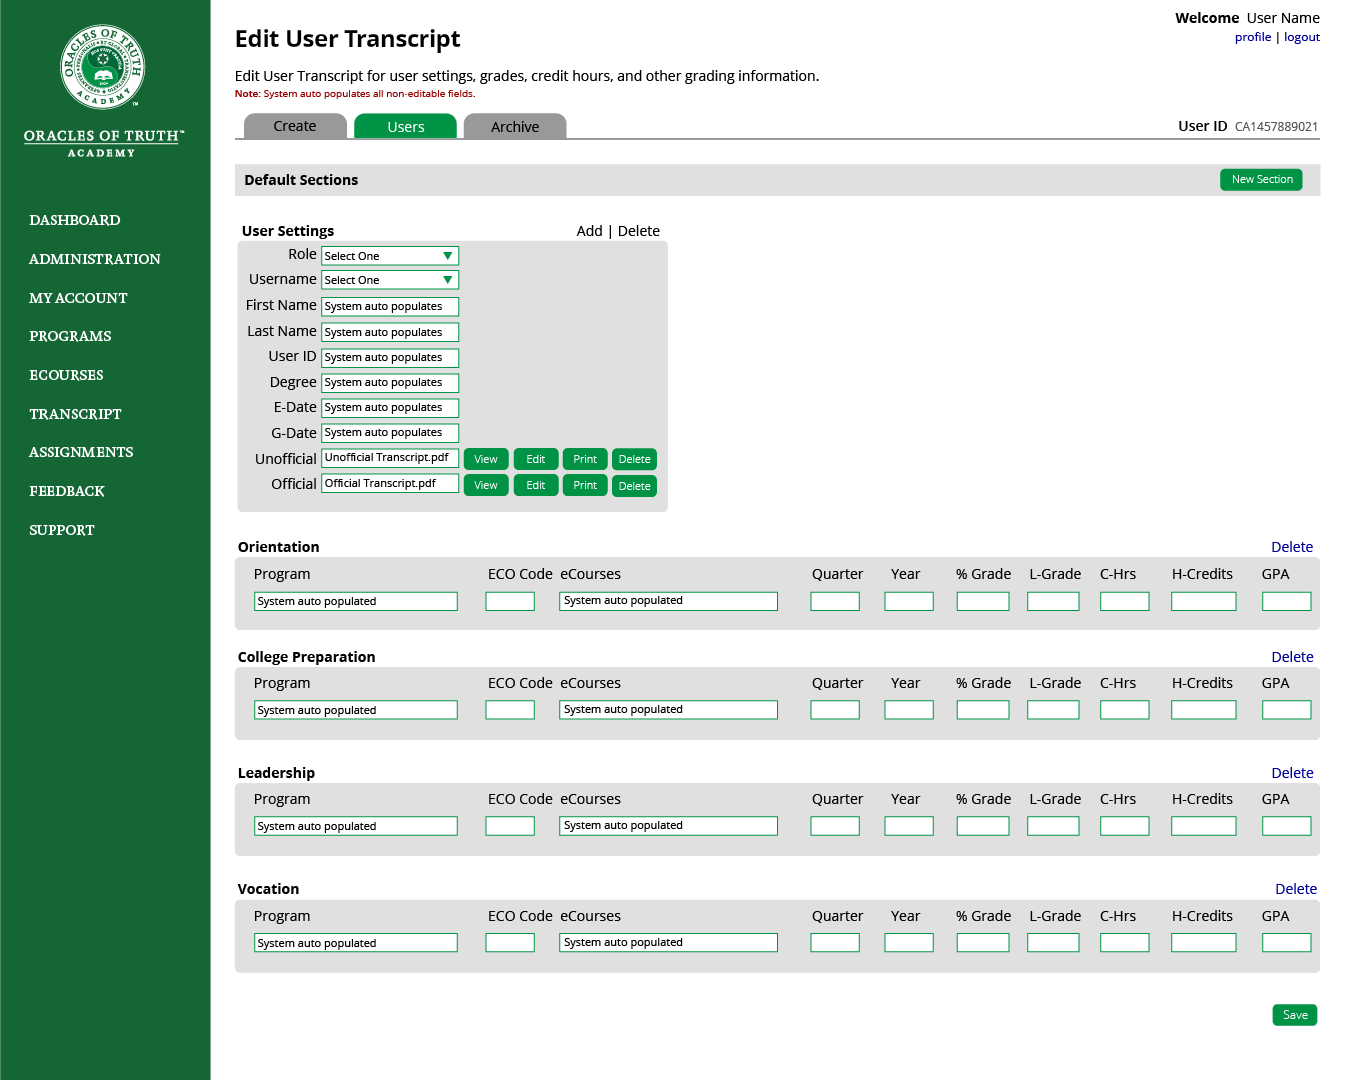 ORACLES OF TRUTH
ACADEMY
ORACLES OF TRUTH™
ACADEMY
DASHBOARD
ADMINISTRATION
MY ACCOUNT
PROGRAMS
ECOURSES
TRANSCRIPT
ASSIGNMENTS
FEEDBACK
SUPPORT
Welcome User Name
profile | logout
Edit User Transcript
Edit User Transcript for user settings, grades, credit hours, and other grading information.
Note: System auto populates all non-editable fields.
Create Users Archive
User ID CA1457889021
Default Sections New Section
User Settings Add | Delete
Role Select One
Username Select One
First Name System auto populates
Last Name System auto populates
User ID System auto populates
Degree System auto populates
E-Date System auto populates
G-Date System auto populates
Unofficial Unofficial Transcript.pdf View Edit Print Delete
Official Official Transcript.pdf View Edit Print Delete
Orientation Delete
Program ECO Code eCourses Quarter Year % Grade L-Grade C-Hrs H-Credits GPA
System auto populated System auto populated
College Preparation Delete
Program ECO Code eCourses Quarter Year % Grade L-Grade C-Hrs H-Credits GPA
System auto populated System auto populated
Leadership Delete
Program ECO Code eCourses Quarter Year % Grade L-Grade C-Hrs H-Credits GPA
System auto populated System auto populated
Vocation Delete
Program ECO Code eCourses Quarter Year % Grade L-Grade C-Hrs H-Credits GPA
System auto populated System auto populated
Save